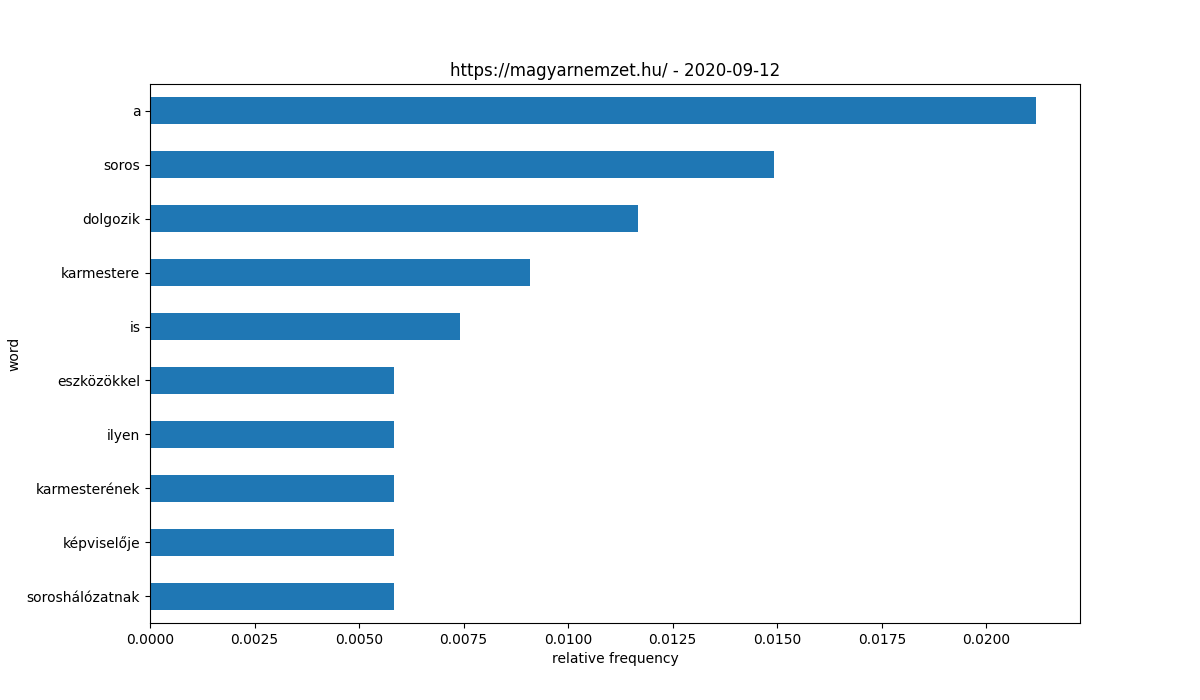 https://magyarnemzet.hu/ - 2020-09-12
a
soros
dolgozik
karmestere
is
eszközökkel
ilyen
karmesterének
képviselője
soroshálózatnak
word
0.0000 0.0025 0.0050 0.0075 0.0100 0.0125 0.0150 0.0175 0.0200
relative frequency